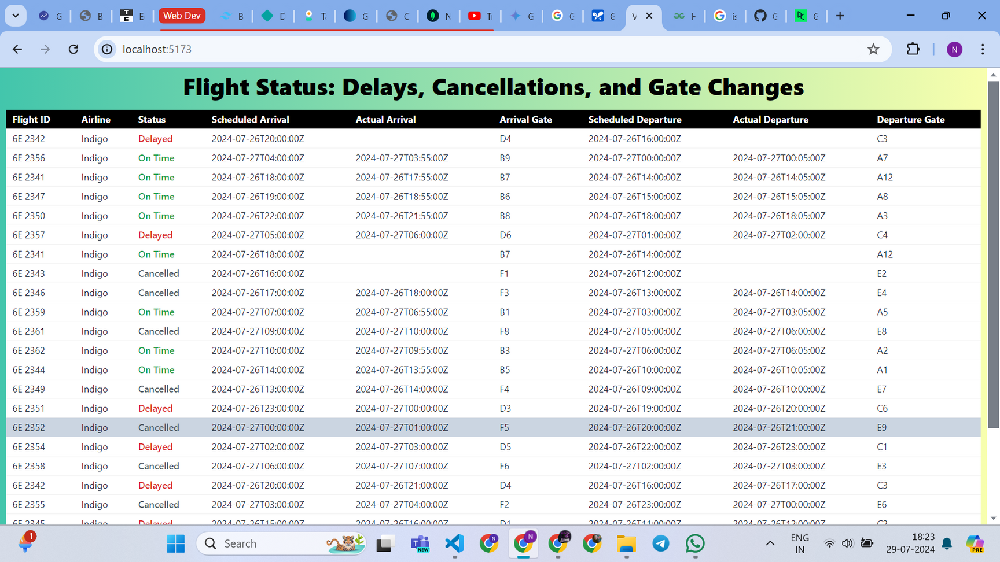 G B E Web Dev B D Ta G C N Ti G G G V H is G G
localhost:5173 N
Flight Status: Delays, Cancellations, and Gate Changes
Flight ID Airline Status Scheduled Arrival Actual Arrival Arrival Gate Scheduled Departure Actual Departure Departure Gate
6E 2342 Indigo Delayed 2024-07-26T20:00:00Z D4 2024-07-26T16:00:00Z C3
6E 2356 Indigo On Time 2024-07-27T04:00:00Z 2024-07-27T03:55:00Z B9 2024-07-27T00:00:00Z 2024-07-27T00:05:00Z A7
6E 2341 Indigo On Time 2024-07-26T18:00:00Z 2024-07-26T17:55:00Z B7 2024-07-26T14:00:00Z 2024-07-26T14:05:00Z A12
6E 2347 Indigo On Time 2024-07-26T19:00:00Z 2024-07-26T18:55:00Z B6 2024-07-26T15:00:00Z 2024-07-26T15:05:00Z A8
6E 2350 Indigo On Time 2024-07-26T22:00:00Z 2024-07-26T21:55:00Z B8 2024-07-26T18:00:00Z 2024-07-26T18:05:00Z A3
6E 2357 Indigo Delayed 2024-07-27T05:00:00Z 2024-07-27T06:00:00Z D6 2024-07-27T01:00:00Z 2024-07-27T02:00:00Z C4
6E 2341 Indigo On Time 2024-07-26T18:00:00Z B7 2024-07-26T14:00:00Z A12
6E 2343 Indigo Cancelled 2024-07-26T16:00:00Z F1 2024-07-26T12:00:00Z E2
6E 2346 Indigo Cancelled 2024-07-26T17:00:00Z 2024-07-26T18:00:00Z F3 2024-07-26T13:00:00Z 2024-07-26T14:00:00Z E4
6E 2359 Indigo On Time 2024-07-27T07:00:00Z 2024-07-27T06:55:00Z B1 2024-07-27T03:00:00Z 2024-07-27T03:05:00Z A5
6E 2361 Indigo Cancelled 2024-07-27T09:00:00Z 2024-07-27T10:00:00Z F8 2024-07-27T05:00:00Z 2024-07-27T06:00:00Z E8
6E 2362 Indigo On Time 2024-07-27T10:00:00Z 2024-07-27T09:55:00Z B3 2024-07-27T06:00:00Z 2024-07-27T06:05:00Z A2
6E 2344 Indigo On Time 2024-07-26T14:00:00Z 2024-07-26T13:55:00Z B5 2024-07-26T10:00:00Z 2024-07-26T10:05:00Z A1
6E 2349 Indigo Cancelled 2024-07-26T13:00:00Z 2024-07-26T14:00:00Z F4 2024-07-26T09:00:00Z 2024-07-26T10:00:00Z E7
6E 2351 Indigo Delayed 2024-07-26T23:00:00Z 2024-07-27T00:00:00Z D3 2024-07-26T19:00:00Z 2024-07-26T20:00:00Z C6
6E 2352 Indigo Cancelled 2024-07-27T00:00:00Z 2024-07-27T01:00:00Z F5 2024-07-26T20:00:00Z 2024-07-26T21:00:00Z E9
6E 2354 Indigo Delayed 2024-07-27T02:00:00Z 2024-07-27T03:00:00Z D5 2024-07-26T22:00:00Z 2024-07-26T23:00:00Z C1
6E 2358 Indigo Cancelled 2024-07-27T06:00:00Z 2024-07-27T07:00:00Z F6 2024-07-27T02:00:00Z 2024-07-27T03:00:00Z E3
6E 2342 Indigo Delayed 2024-07-26T20:00:00Z 2024-07-26T21:00:00Z D4 2024-07-26T16:00:00Z 2024-07-26T17:00:00Z C3
6E 2355 Indigo Cancelled 2024-07-27T03:00:00Z 2024-07-27T04:00:00Z F2 2024-07-26T23:00:00Z 2024-07-27T00:00:00Z E6
6E 2345 Indigo Delayed 2024-07-26T15:00:00Z 2024-07-26T16:00:00Z D1 2024-07-26T11:00:00Z 2024-07-26T12:00:00Z C2
1 Search NEW N N ENG IN 18:23 29-07-2024 PRE